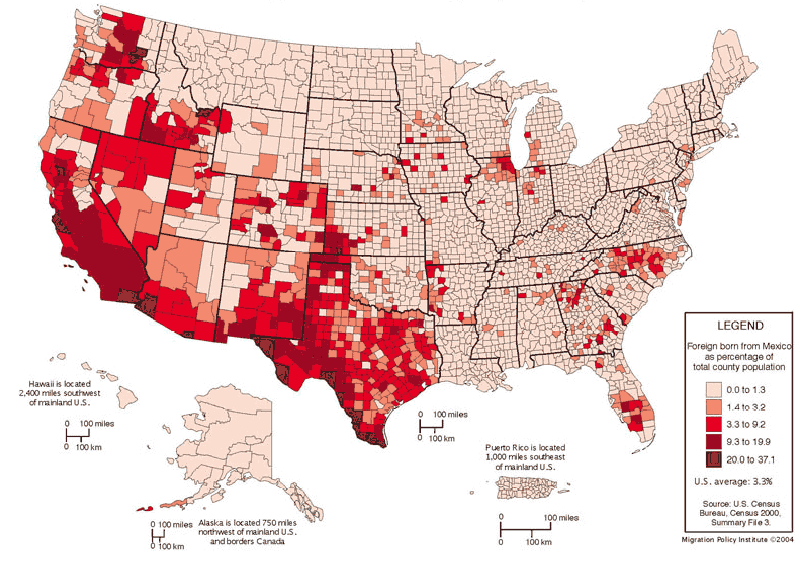 Hawaii is located
2,400 miles southwest
of mainland U.S.
0 100 miles
0 100 km
0 100 miles
0 100 km
Alaska is located 750 miles
northwest of mainland U.S.
and borders Canada
0 100 miles
0 100 km
Puerto Rico is located
1,000 miles southeast
of mainland U.S.
0 100 miles
0 100 km
LEGEND
Foreign born from Mexico
as percentage of
total county population
0.0 to 1.3
1.4 to 3.2
3.3 to 9.2
9.3 to 19.9
20.0 to 37.1
U.S. average: 3.3%
Source: U.S. Census
Bureau, Census 2000,
Summary File 3.
Migration Policy Institute ©2004